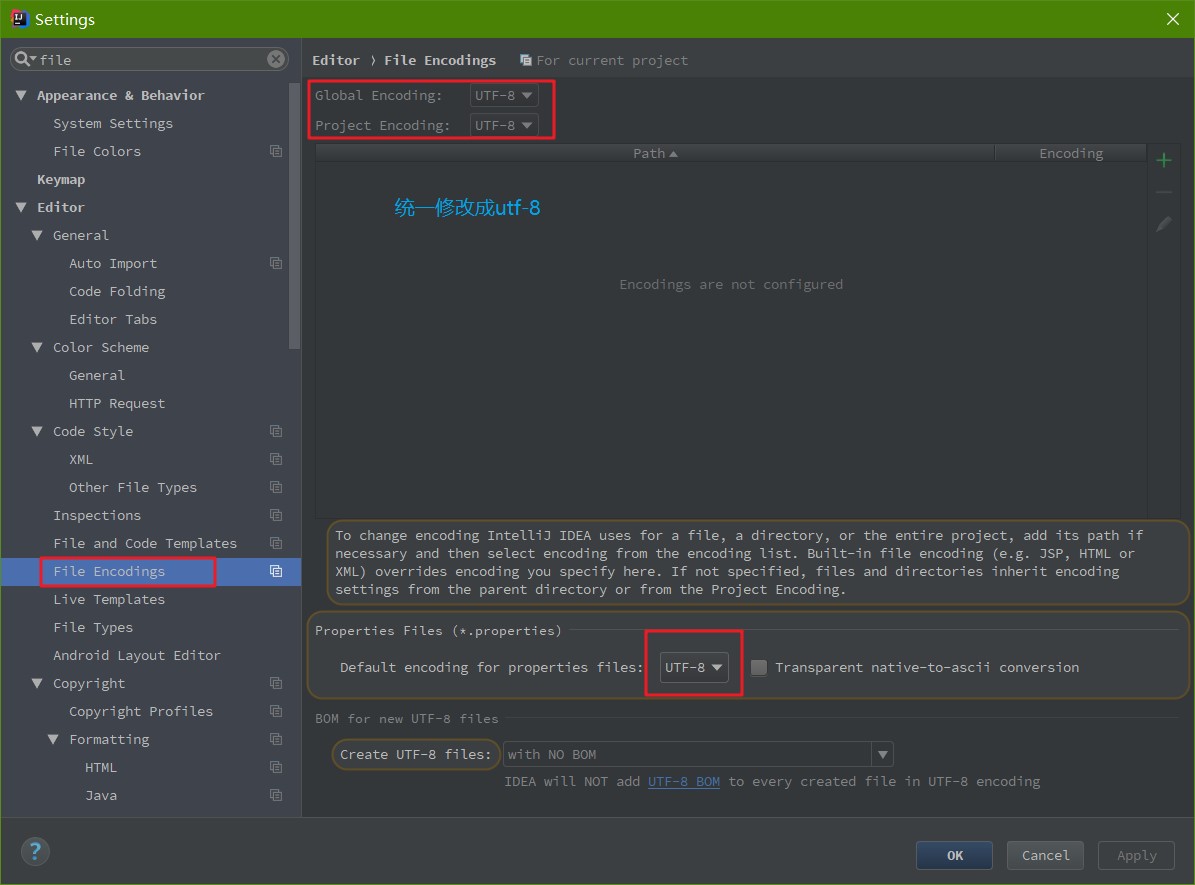 Settings
file
Appearance & Behavior
System Settings
File Colors
Keymap
Editor
General
Auto Import
Code Folding
Editor Tabs
Color Scheme
General
HTTP Request
Code Style
XML
Other File Types
Inspections
File and Code Templates
File Encodings
Live Templates
File Types
Android Layout Editor
Copyright
Copyright Profiles
Formatting
HTML
Java
Editor 〉 File Encodings For current project
Global Encoding: UTF-8
Project Encoding: UTF-8
Path Encoding
统一修改成utf-8
Encodings are not configured
To change encoding IntelliJ IDEA uses for a file, a directory, or the entire project, add its path if
necessary and then select encoding from the encoding list. Built-in file encoding (e.g. JSP, HTML or
XML) overrides encoding you specify here. If not specified, files and directories inherit encoding
settings from the parent directory or from the Project Encoding.
Properties Files (*.properties)
Default encoding for properties files: UTF-8 Transparent native-to-ascii conversion
BOM for new UTF-8 files
Create UTF-8 files: with NO BOM
IDEA will NOT add UTF-8 BOM to every created file in UTF-8 encoding
?
OK Cancel Apply